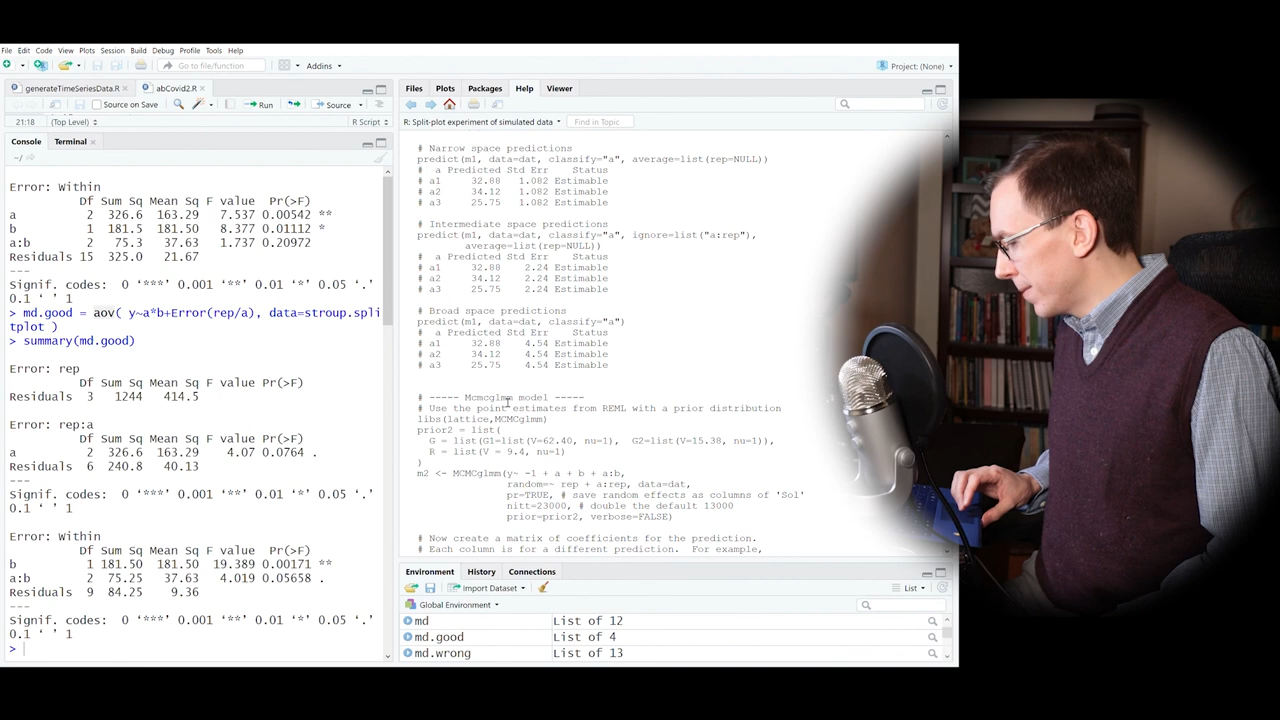 File Edit Code View Plots Session Build Debug Profile Tools Help
Go to file/function Addins Project: (None)
generateTimeSeriesData.R abCovid2.R
Source on Save Run Source
21:18 (Top Level) R Script
Console Terminal
~/
Error: Within
Df Sum Sq Mean Sq F value Pr(>F)
a 2 326.6 163.29 7.537 0.00542 **
b 1 181.5 181.50 8.377 0.01112 *
a:b 2 75.3 37.63 1.737 0.20972
Residuals 15 325.0 21.67
---
Signif. codes: 0 ‘***’ 0.001 ‘**’ 0.01 ‘*’ 0.05 ‘.’
0.1 ‘ ’ 1
> md.good = aov( y~a*b+Error(rep/a), data=stroup.spli
tplot )
> summary(md.good)
Error: rep
Df Sum Sq Mean Sq F value Pr(>F)
Residuals 3 1244 414.5
Error: rep:a
Df Sum Sq Mean Sq F value Pr(>F)
a 2 326.6 163.29 4.07 0.0764 .
Residuals 6 240.8 40.13
---
Signif. codes: 0 ‘***’ 0.001 ‘**’ 0.01 ‘*’ 0.05 ‘.’
0.1 ‘ ’ 1
Error: Within
Df Sum Sq Mean Sq F value Pr(>F)
b 1 181.50 181.50 19.389 0.00171 **
a:b 2 75.25 37.63 4.019 0.05658 .
Residuals 9 84.25 9.36
---
Signif. codes: 0 ‘***’ 0.001 ‘**’ 0.01 ‘*’ 0.05 ‘.’
0.1 ‘ ’ 1
>
Files Plots Packages Help Viewer
R: Split-plot experiment of simulated data Find in Topic
# Narrow space predictions
predict(m1, data=dat, classify="a", average=list(rep=NULL))
# a Predicted Std Err Status
# a1 32.88 1.082 Estimable
# a2 34.12 1.082 Estimable
# a3 25.75 1.082 Estimable
# Intermediate space predictions
predict(m1, data=dat, classify="a", ignore=list("a:rep"),
average=list(rep=NULL))
# a Predicted Std Err Status
# a1 32.88 2.24 Estimable
# a2 34.12 2.24 Estimable
# a3 25.75 2.24 Estimable
# Broad space predictions
predict(m1, data=dat, classify="a")
# a Predicted Std Err Status
# a1 32.88 4.54 Estimable
# a2 34.12 4.54 Estimable
# a3 25.75 4.54 Estimable
# ----- Mcmcglmm model -----
# Use the point estimates from REML with a prior distribution
libs(lattice,MCMCglmm)
prior2 = list(
G = list(G1=list(V=62.40, nu=1), G2=list(V=15.38, nu=1)),
R = list(V = 9.4, nu=1)
)
m2 <- MCMCglmm(y~ -1 + a + b + a:b,
random=~ rep + a:rep, data=dat,
pr=TRUE, # save random effects as columns of 'Sol'
nitt=23000, # double the default 13000
prior=prior2, verbose=FALSE)
# Now create a matrix of coefficients for the prediction.
# Each column is for a different prediction. For example,
Environment History Connections
Import Dataset List
Global Environment
md List of 12
md.good List of 4
md.wrong List of 13